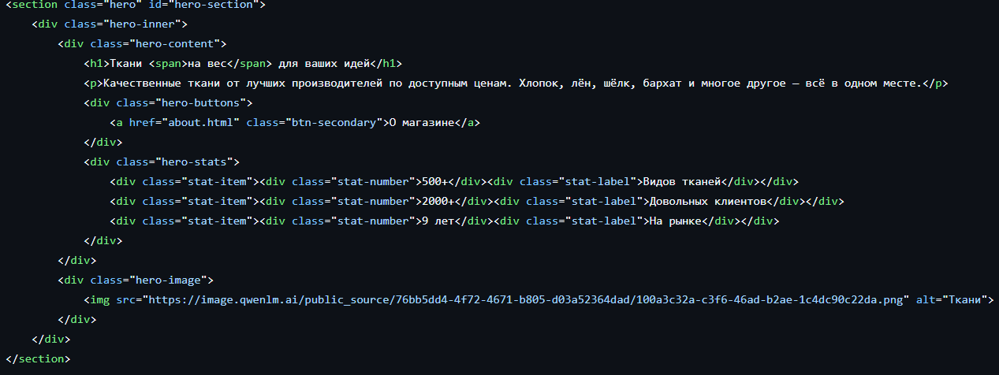 <section class="hero" id="hero-section">
<div class="hero-inner">
<div class="hero-content">
<h1>Ткани <span>на вес</span> для ваших идей</h1>
<p>Качественные ткани от лучших производителей по доступным ценам. Хлопок, лён, шёлк, бархат и многое другое — всё в одном месте.</p>
<div class="hero-buttons">
<a href="about.html" class="btn-secondary">О магазине</a>
</div>
<div class="hero-stats">
<div class="stat-item"><div class="stat-number">500+</div><div class="stat-label">Видов тканей</div></div>
<div class="stat-item"><div class="stat-number">2000+</div><div class="stat-label">Довольных клиентов</div></div>
<div class="stat-item"><div class="stat-number">9 лет</div><div class="stat-label">На рынке</div></div>
</div>
</div>
<div class="hero-image">
<img src="https://image.qwenlm.ai/public_source/76bb5dd4-4f72-4671-b805-d03a52364dad/100a3c32a-c3f6-46ad-b2ae-1c4dc90c22da.png" alt="Ткани">
</div>
</div>
</section>